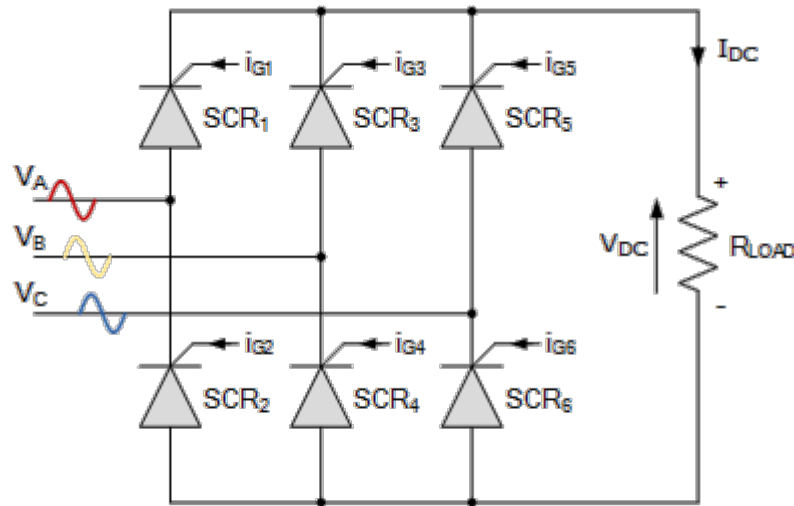 iG1
iG3
iG5
IDC
SCR1
SCR3
SCR5
VA
+
VB
VDC
RLOAD
VC
-
iG2
iG4
iG6
SCR2
SCR4
SCR6